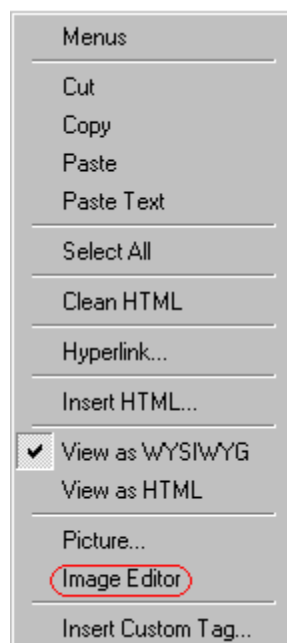 Menus
Cut
Copy
Paste
Paste Text
Select All
Clean HTML
Hyperlink...
Insert HTML...
View as WYSIWYG
View as HTML
Picture...
Image Editor
Insert Custom Tag...